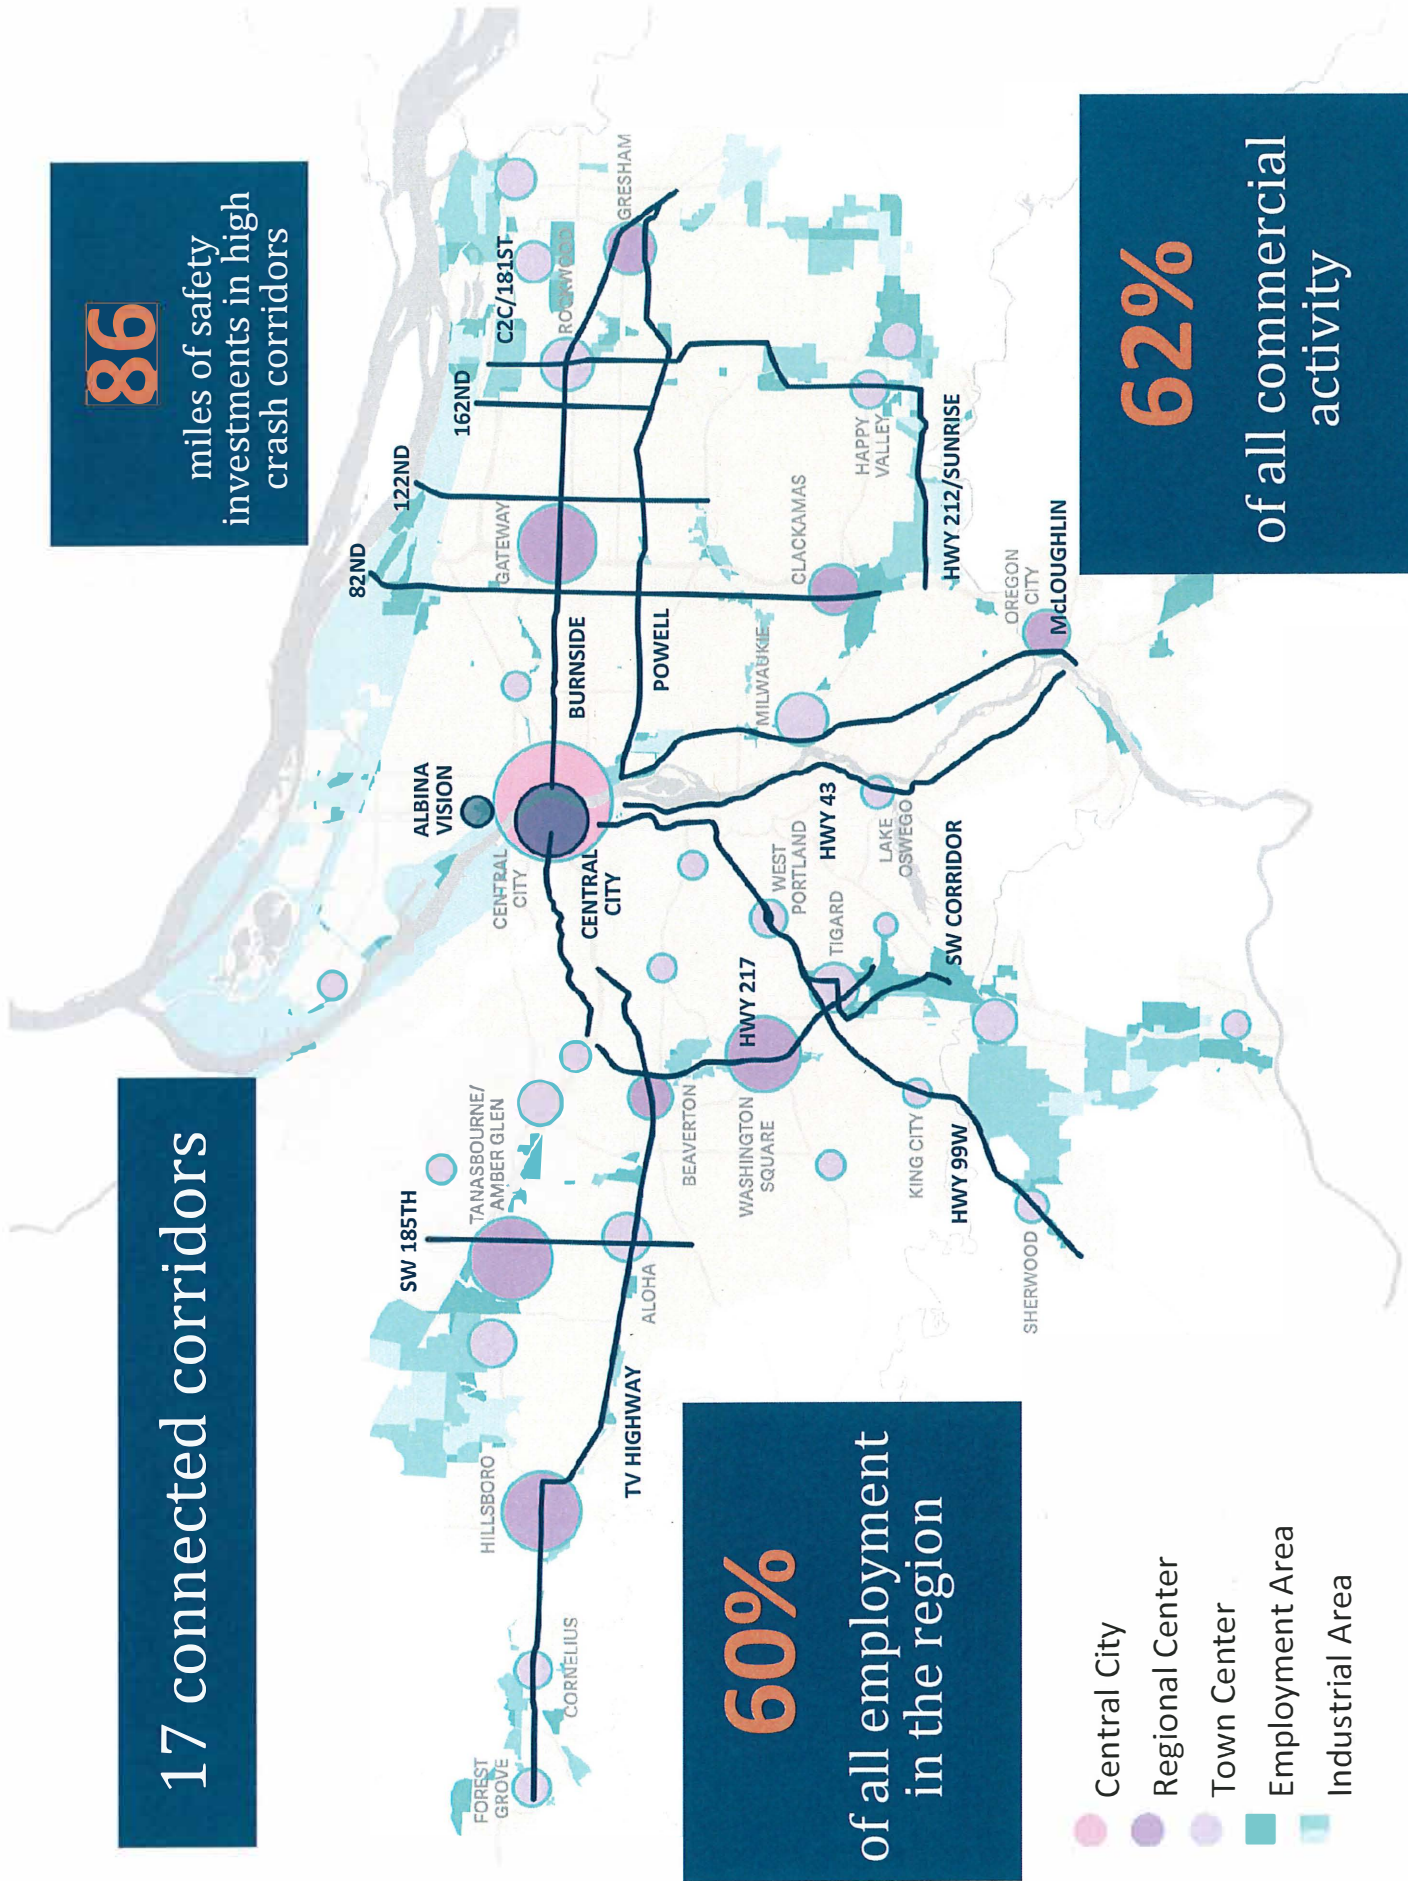 17 connected corridors
86
miles of safety
investments in high
crash corridors
60%
of all employment
in the region
62%
of all commercial
activity
SW 185TH
ALBINA
VISION
82ND
122ND
162ND
C2C/181ST
TANASBOURNE/
AMBER GLEN
HILLSBORO
CENTRAL
CITY
GATEWAY
ROCKWOOD
GRESHAM
FOREST
GROVE
CORNELIUS
TV HIGHWAY
ALOHA
CENTRAL
CITY
BURNSIDE
POWELL
BEAVERTON
WASHINGTON
SQUARE
HWY 217
WEST
PORTLAND
TIGARD
HWY 43
MILWAUKIE
CLACKAMAS
HAPPY
VALLEY
LAKE
OSWEGO
KING CITY
HWY 99W
SW CORRIDOR
HWY 212/SUNRISE
OREGON
CITY
McLOUGHLIN
SHERWOOD
Central City
Regional Center
Town Center
Employment Area
Industrial Area